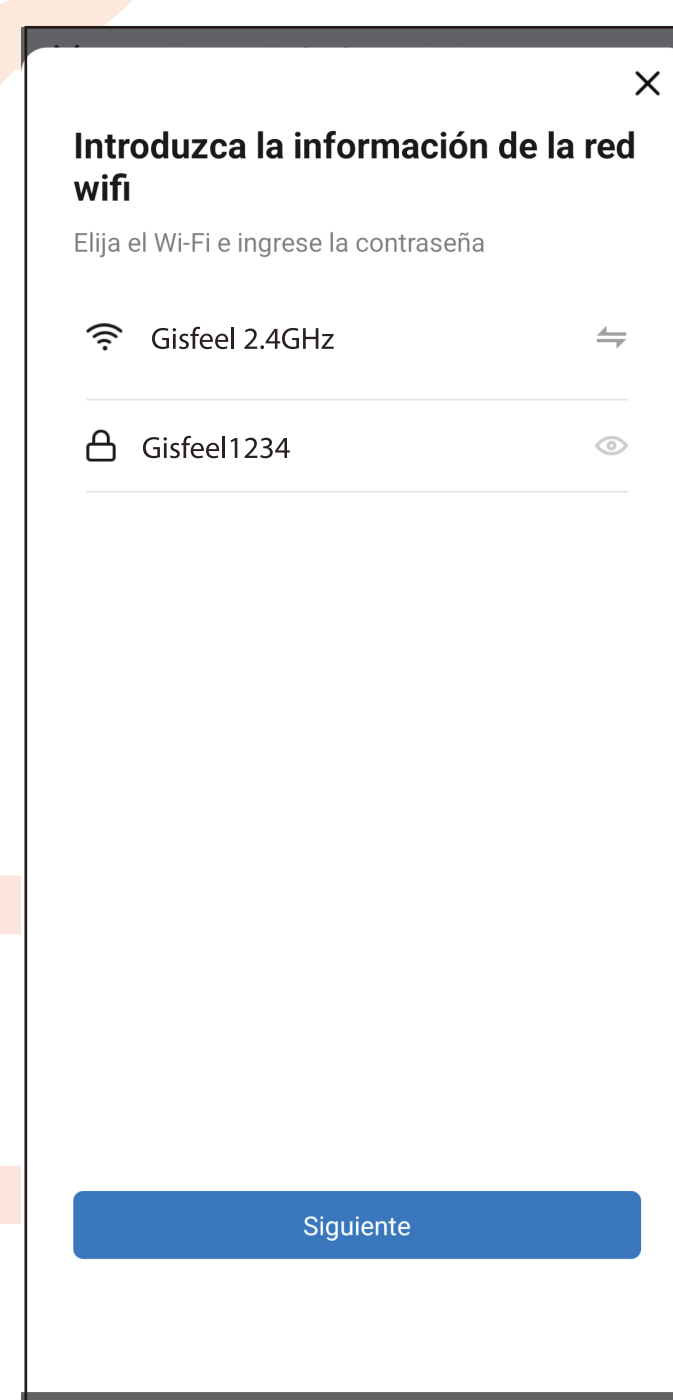 Introduzca la información de la red
wifi
Elija el Wi-Fi e ingrese la contraseña
Gisfeel 2.4GHz
Gisfeel1234
Siguiente